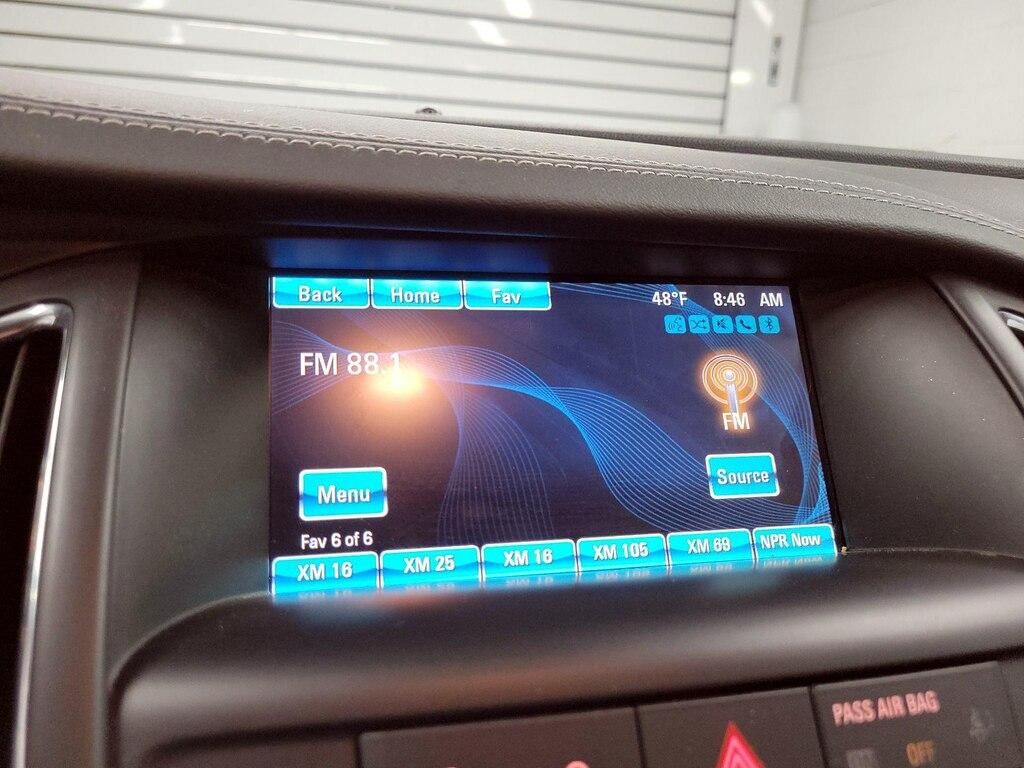 Back Home Fav 48°F 8:46 AM
FM 88.1
FM
Menu Source
Fav 6 of 6
XM 16 XM 25 XM 16 XM 105 XM 69 NPR Now
PASS AIR BAG
OFF